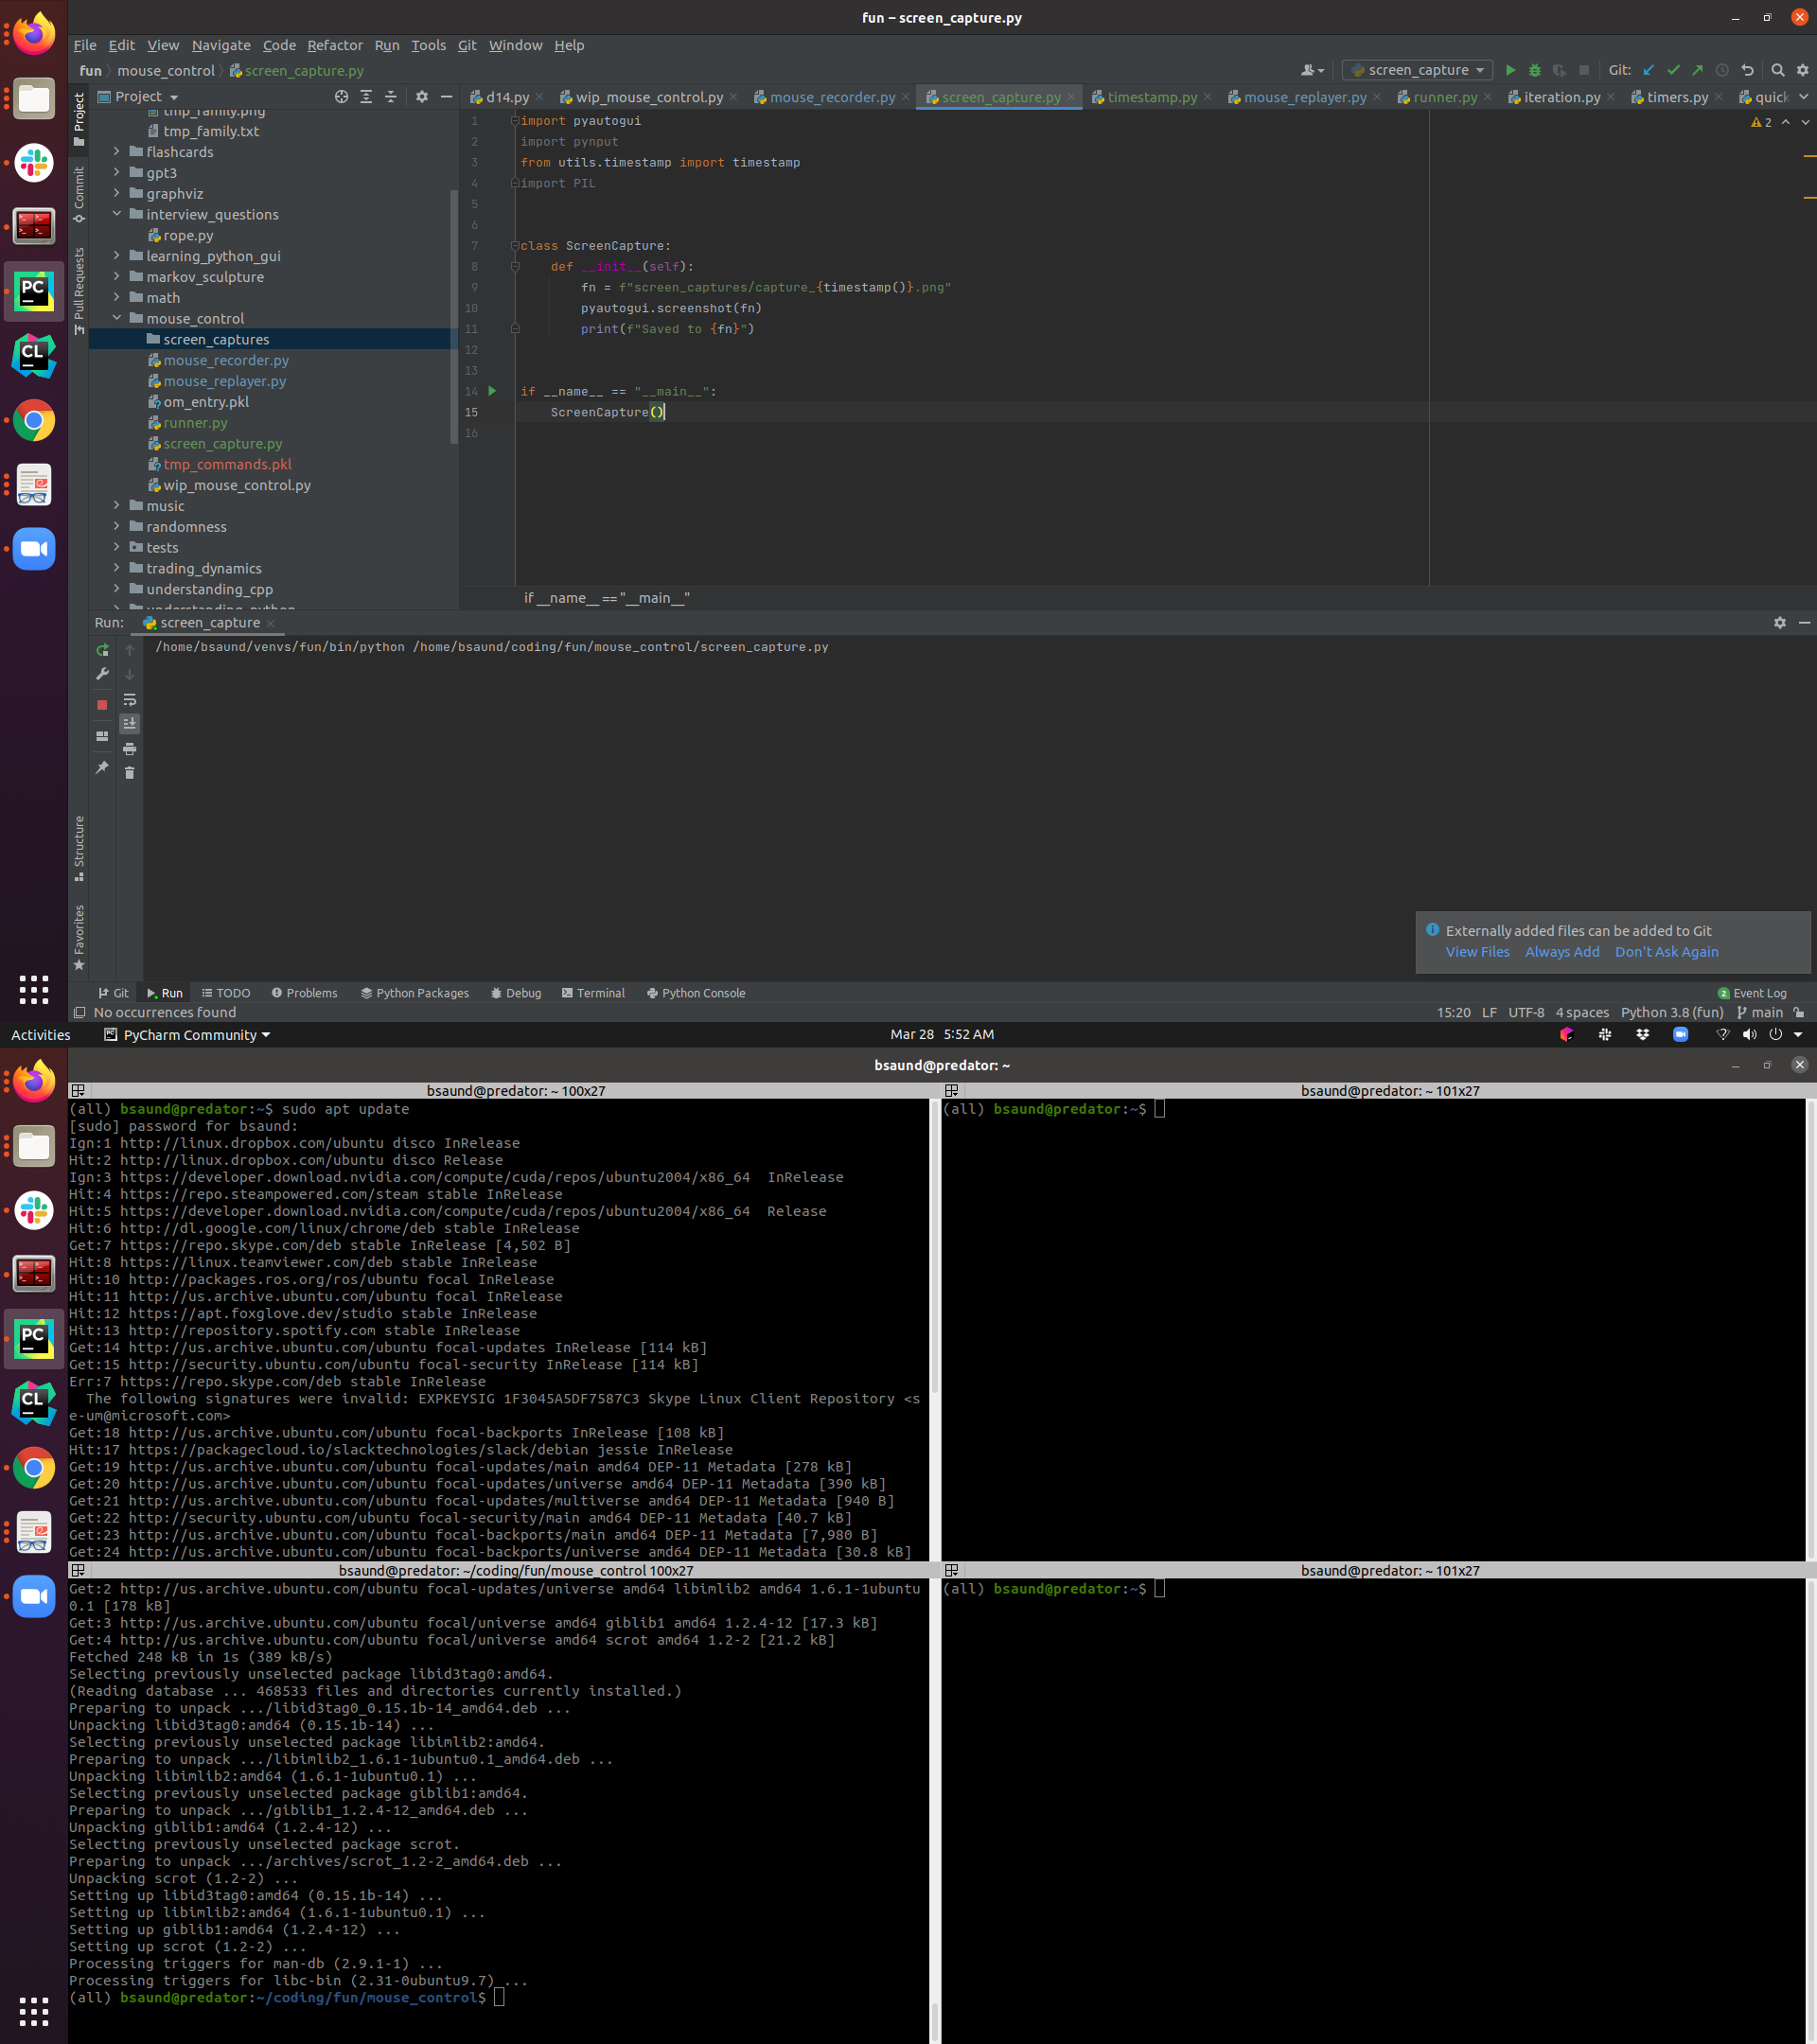 fun – screen_capture.py
File Edit View Navigate Code Refactor Run Tools Git Window Help
fun mouse_control screen_capture.py
screen_capture Git:
Project
d14.py wip_mouse_control.py mouse_recorder.py screen_capture.py timestamp.py mouse_replayer.py runner.py iteration.py timers.py quick
Project
Commit
Pull Requests
Structure
Favorites
tmp_family.png
tmp_family.txt
flashcards
gpt3
graphviz
interview_questions
rope.py
learning_python_gui
markov_sculpture
math
mouse_control
screen_captures
mouse_recorder.py
mouse_replayer.py
om_entry.pkl
runner.py
screen_capture.py
tmp_commands.pkl
wip_mouse_control.py
music
randomness
tests
trading_dynamics
understanding_cpp
understanding_python
2
1 import pyautogui
2 import pynput
3 from utils.timestamp import timestamp
4 import PIL
5
6
7 class ScreenCapture:
8 def __init__(self):
9 fn = f"screen_captures/capture_{timestamp()}.png"
10 pyautogui.screenshot(fn)
11 print(f"Saved to {fn}")
12
13
14 if __name__ == "__main__":
15 ScreenCapture()
16
if __name__ == "__main__"
Run: screen_capture
/home/bsaund/venvs/fun/bin/python /home/bsaund/coding/fun/mouse_control/screen_capture.py
Externally added files can be added to Git
View Files Always Add Don't Ask Again
Git Run TODO Problems Python Packages Debug Terminal Python Console 2 Event Log
No occurrences found 15:20 LF UTF-8 4 spaces Python 3.8 (fun) main
Activities PyCharm Community Mar 28 5:52 AM
bsaund@predator: ~
bsaund@predator: ~ 100x27
(all) bsaund@predator:~$ sudo apt update
[sudo] password for bsaund:
Ign:1 http://linux.dropbox.com/ubuntu disco InRelease
Hit:2 http://linux.dropbox.com/ubuntu disco Release
Ign:3 https://developer.download.nvidia.com/compute/cuda/repos/ubuntu2004/x86_64  InRelease
Hit:4 https://repo.steampowered.com/steam stable InRelease
Hit:5 https://developer.download.nvidia.com/compute/cuda/repos/ubuntu2004/x86_64  Release
Hit:6 http://dl.google.com/linux/chrome/deb stable InRelease
Get:7 https://repo.skype.com/deb stable InRelease [4,502 B]
Hit:8 https://linux.teamviewer.com/deb stable InRelease
Hit:10 http://packages.ros.org/ros/ubuntu focal InRelease
Hit:11 http://us.archive.ubuntu.com/ubuntu focal InRelease
Hit:12 https://apt.foxglove.dev/studio stable InRelease
Hit:13 http://repository.spotify.com stable InRelease
Get:14 http://us.archive.ubuntu.com/ubuntu focal-updates InRelease [114 kB]
Get:15 http://security.ubuntu.com/ubuntu focal-security InRelease [114 kB]
Err:7 https://repo.skype.com/deb stable InRelease
The following signatures were invalid: EXPKEYSIG 1F3045A5DF7587C3 Skype Linux Client Repository <s
e-um@microsoft.com>
Get:18 http://us.archive.ubuntu.com/ubuntu focal-backports InRelease [108 kB]
Hit:17 https://packagecloud.io/slacktechnologies/slack/debian jessie InRelease
Get:19 http://us.archive.ubuntu.com/ubuntu focal-updates/main amd64 DEP-11 Metadata [278 kB]
Get:20 http://us.archive.ubuntu.com/ubuntu focal-updates/universe amd64 DEP-11 Metadata [390 kB]
Get:21 http://us.archive.ubuntu.com/ubuntu focal-updates/multiverse amd64 DEP-11 Metadata [940 B]
Get:22 http://security.ubuntu.com/ubuntu focal-security/main amd64 DEP-11 Metadata [40.7 kB]
Get:23 http://us.archive.ubuntu.com/ubuntu focal-backports/main amd64 DEP-11 Metadata [7,980 B]
Get:24 http://us.archive.ubuntu.com/ubuntu focal-backports/universe amd64 DEP-11 Metadata [30.8 kB]
bsaund@predator: ~ 101x27
(all) bsaund@predator:~$
bsaund@predator: ~/coding/fun/mouse_control 100x27
Get:2 http://us.archive.ubuntu.com/ubuntu focal-updates/universe amd64 libimlib2 amd64 1.6.1-1ubuntu
0.1 [178 kB]
Get:3 http://us.archive.ubuntu.com/ubuntu focal/universe amd64 giblib1 amd64 1.2.4-12 [17.3 kB]
Get:4 http://us.archive.ubuntu.com/ubuntu focal/universe amd64 scrot amd64 1.2-2 [21.2 kB]
Fetched 248 kB in 1s (389 kB/s)
Selecting previously unselected package libid3tag0:amd64.
(Reading database ... 468533 files and directories currently installed.)
Preparing to unpack .../libid3tag0_0.15.1b-14_amd64.deb ...
Unpacking libid3tag0:amd64 (0.15.1b-14) ...
Selecting previously unselected package libimlib2:amd64.
Preparing to unpack .../libimlib2_1.6.1-1ubuntu0.1_amd64.deb ...
Unpacking libimlib2:amd64 (1.6.1-1ubuntu0.1) ...
Selecting previously unselected package giblib1:amd64.
Preparing to unpack .../giblib1_1.2.4-12_amd64.deb ...
Unpacking giblib1:amd64 (1.2.4-12) ...
Selecting previously unselected package scrot.
Preparing to unpack .../archives/scrot_1.2-2_amd64.deb ...
Unpacking scrot (1.2-2) ...
Setting up libid3tag0:amd64 (0.15.1b-14) ...
Setting up libimlib2:amd64 (1.6.1-1ubuntu0.1) ...
Setting up giblib1:amd64 (1.2.4-12) ...
Setting up scrot (1.2-2) ...
Processing triggers for man-db (2.9.1-1) ...
Processing triggers for libc-bin (2.31-0ubuntu9.7) ...
(all) bsaund@predator:~/coding/fun/mouse_control$
bsaund@predator: ~ 101x27
(all) bsaund@predator:~$